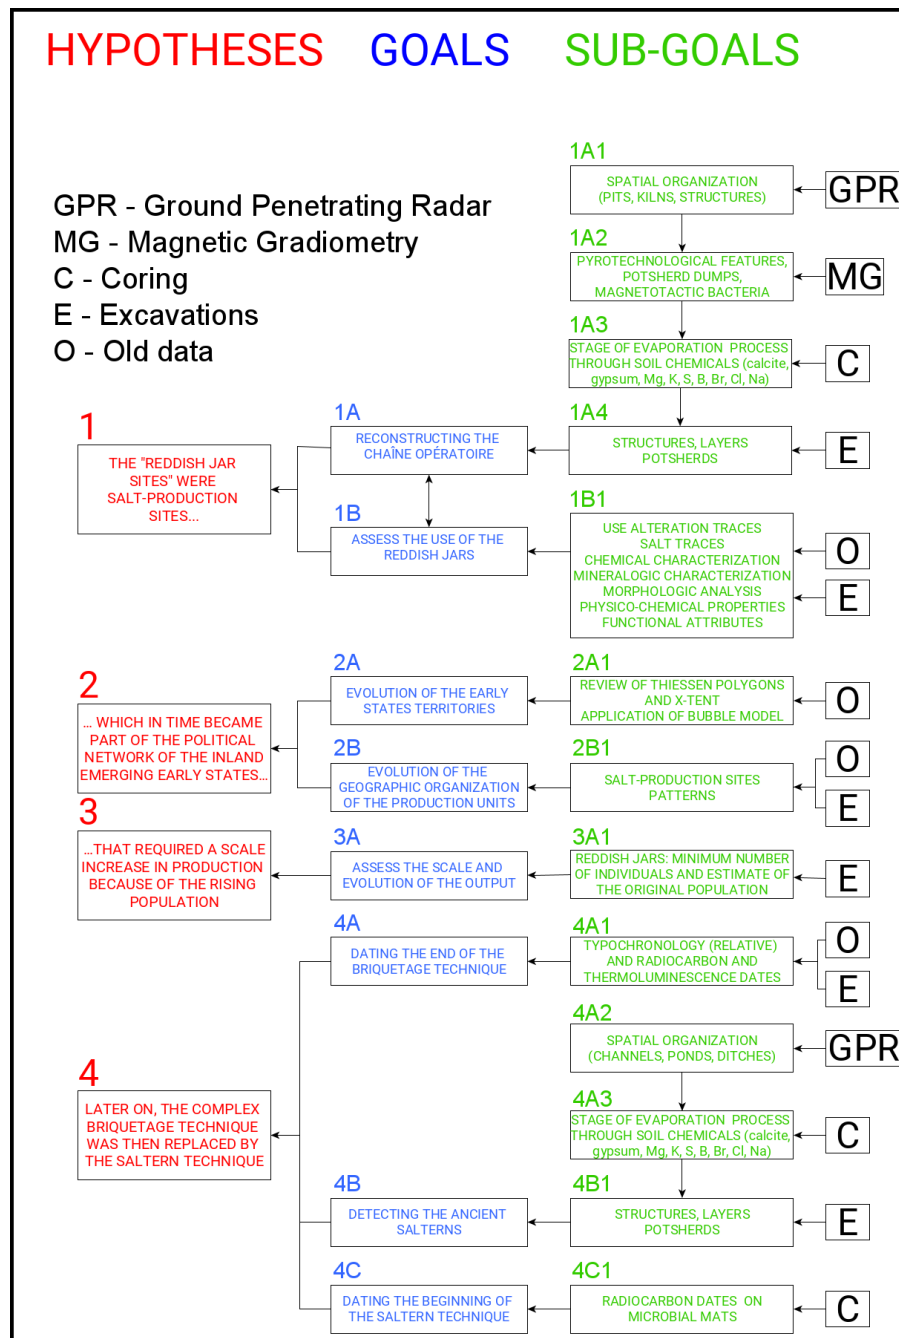 HYPOTHESES GOALS SUB-GOALS
GPR - Ground Penetrating Radar
MG - Magnetic Gradiometry
C - Coring
E - Excavations
O - Old data
1A1
SPATIAL ORGANIZATION
(PITS, KILNS, STRUCTURES)
GPR
1A2
PYROTECHNOLOGICAL FEATURES,
POTSHERD DUMPS,
MAGNETOTACTIC BACTERIA
MG
1A3
STAGE OF EVAPORATION PROCESS
THROUGH SOIL CHEMICALS (calcite,
gypsum, Mg, K, S, B, Br, Cl, Na)
C
1
THE "REDDISH JAR
SITES" WERE
SALT-PRODUCTION
SITES...
1A
RECONSTRUCTING THE
CHAÎNE OPÉRATOIRE
1A4
STRUCTURES, LAYERS
POTSHERDS
E
1B
ASSESS THE USE OF THE
REDDISH JARS
1B1
USE ALTERATION TRACES
SALT TRACES
CHEMICAL CHARACTERIZATION
MINERALOGIC CHARACTERIZATION
MORPHOLOGIC ANALYSIS
PHYSICO-CHEMICAL PROPERTIES
FUNCTIONAL ATTRIBUTES
O
E
2
... WHICH IN TIME BECAME
PART OF THE POLITICAL
NETWORK OF THE INLAND
EMERGING EARLY STATES...
2A
EVOLUTION OF THE EARLY
STATES TERRITORIES
2A1
REVIEW OF THIESSEN POLYGONS
AND X-TENT
APPLICATION OF BUBBLE MODEL
O
2B
EVOLUTION OF THE
GEOGRAPHIC ORGANIZATION
OF THE PRODUCTION UNITS
2B1
SALT-PRODUCTION SITES
PATTERNS
O
E
3
...THAT REQUIRED A SCALE
INCREASE IN PRODUCTION
BECAUSE OF THE RISING
POPULATION
3A
ASSESS THE SCALE AND
EVOLUTION OF THE OUTPUT
3A1
REDDISH JARS: MINIMUM NUMBER
OF INDIVIDUALS AND ESTIMATE OF
THE ORIGINAL POPULATION
E
4A
DATING THE END OF THE
BRIQUETAGE TECHNIQUE
4A1
TYPOCHRONOLOGY (RELATIVE)
AND RADIOCARBON AND
THERMOLUMINESCENCE DATES
O
E
4A2
SPATIAL ORGANIZATION
(CHANNELS, PONDS, DITCHES)
GPR
4
LATER ON, THE COMPLEX
BRIQUETAGE TECHNIQUE
WAS THEN REPLACED BY
THE SALTERN TECHNIQUE
4A3
STAGE OF EVAPORATION PROCESS
THROUGH SOIL CHEMICALS (calcite,
gypsum, Mg, K, S, B, Br, Cl, Na)
C
4B
DETECTING THE ANCIENT
SALTERNS
4B1
STRUCTURES, LAYERS
POTSHERDS
E
4C
DATING THE BEGINNING OF
THE SALTERN TECHNIQUE
4C1
RADIOCARBON DATES ON
MICROBIAL MATS
C